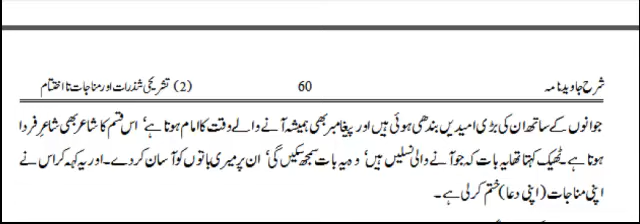 شرح جاوید نامہ 60 (2) تشریحی شذرات اور مناجات تا اختتام
جوانوں کے ساتھ ان کی بڑی امیدیں بندھی ہوئی ہیں اور پیغامبر بھی ہمیشہ آنے والے وقت کا امام ہوتا ہے‘ اس قسم کا شاعر بھی شاعرِ فردا
ہوتا ہے۔ ٹھیک کہتا تھا یہ بات کہ جو آنے والی نسلیں ہیں‘ وہ یہ بات سمجھ سکیں گی‘ ان پر میری باتوں کو آسان کر دے۔ اور یہ کہہ کر اس نے
اپنی مناجات (اپنی دعا) ختم کر لی ہے۔